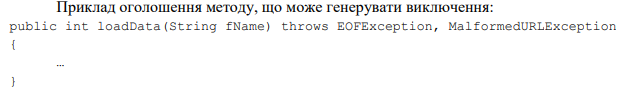 Приклад оголошення методу, що може генерувати виключення:
public int loadData(String fName) throws EOFException, MalformedURLException
{
…
}